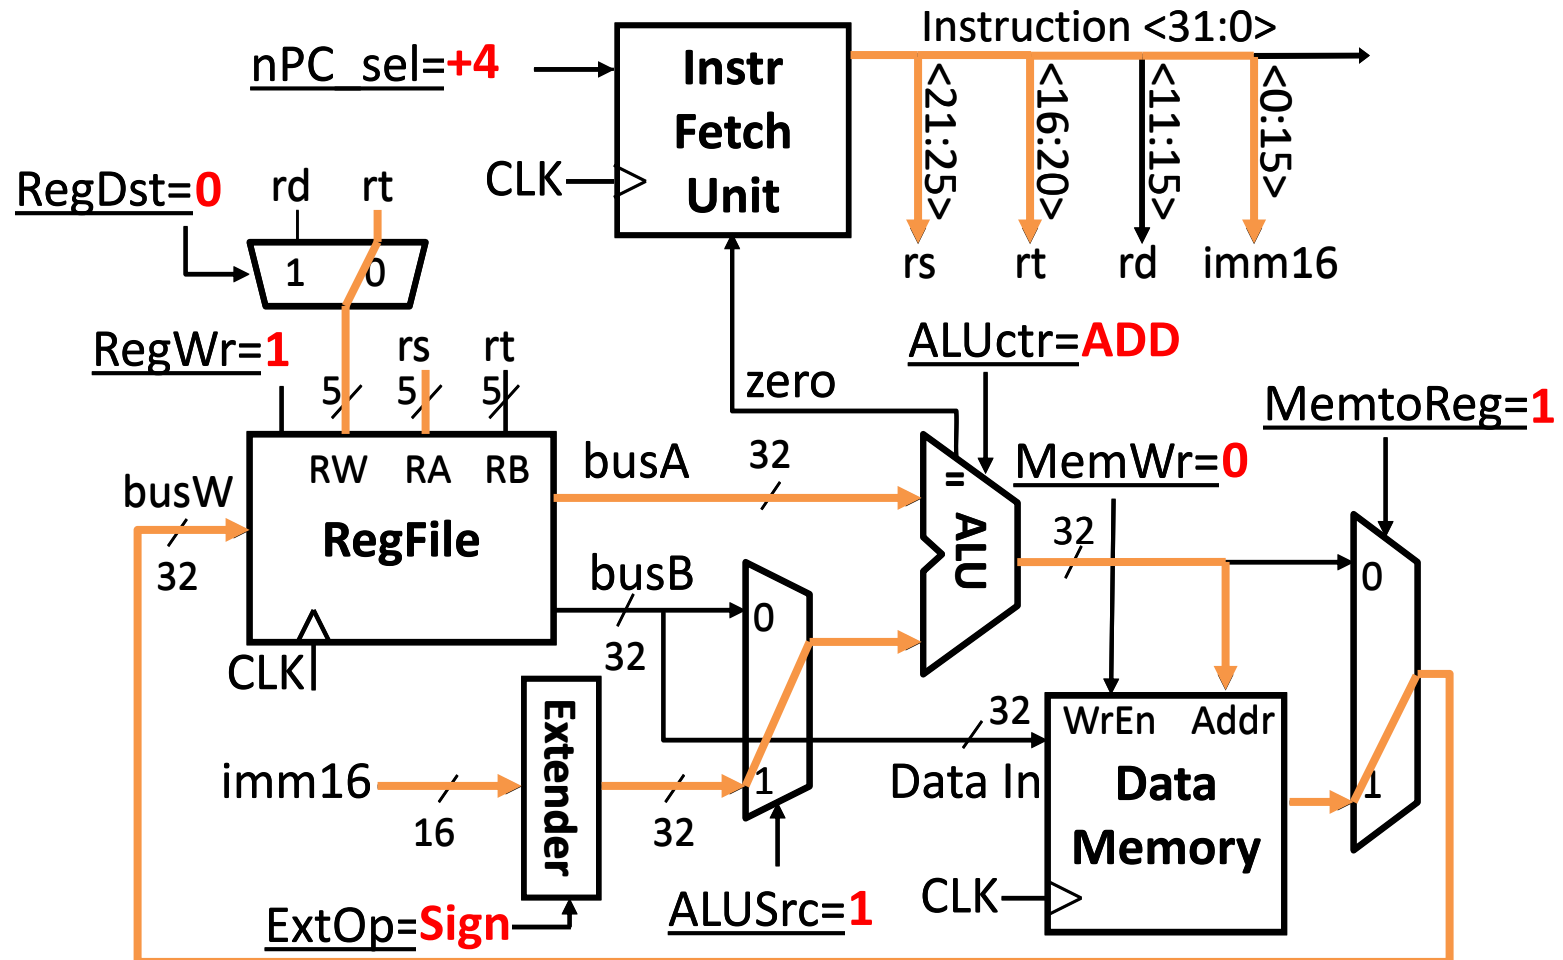 Instruction <31:0>
nPC_sel=+4
Instr
Fetch
Unit
CLK
<21:25>
<16:20>
<11:15>
<0:15>
rs
rt
rd
imm16
RegDst=0
rd
rt
1
0
RegWr=1
rs
rt
5
5
5
ALUctr=ADD
zero
MemtoReg=1
RW
RA
RB
busW
32
RegFile
CLK
busA
32
busB
32
=
ALU
MemWr=0
32
0
1
0
1
imm16
16
Extender
32
ExtOp=Sign
ALUSrc=1
32
Data In
WrEn
Addr
Data
Memory
CLK